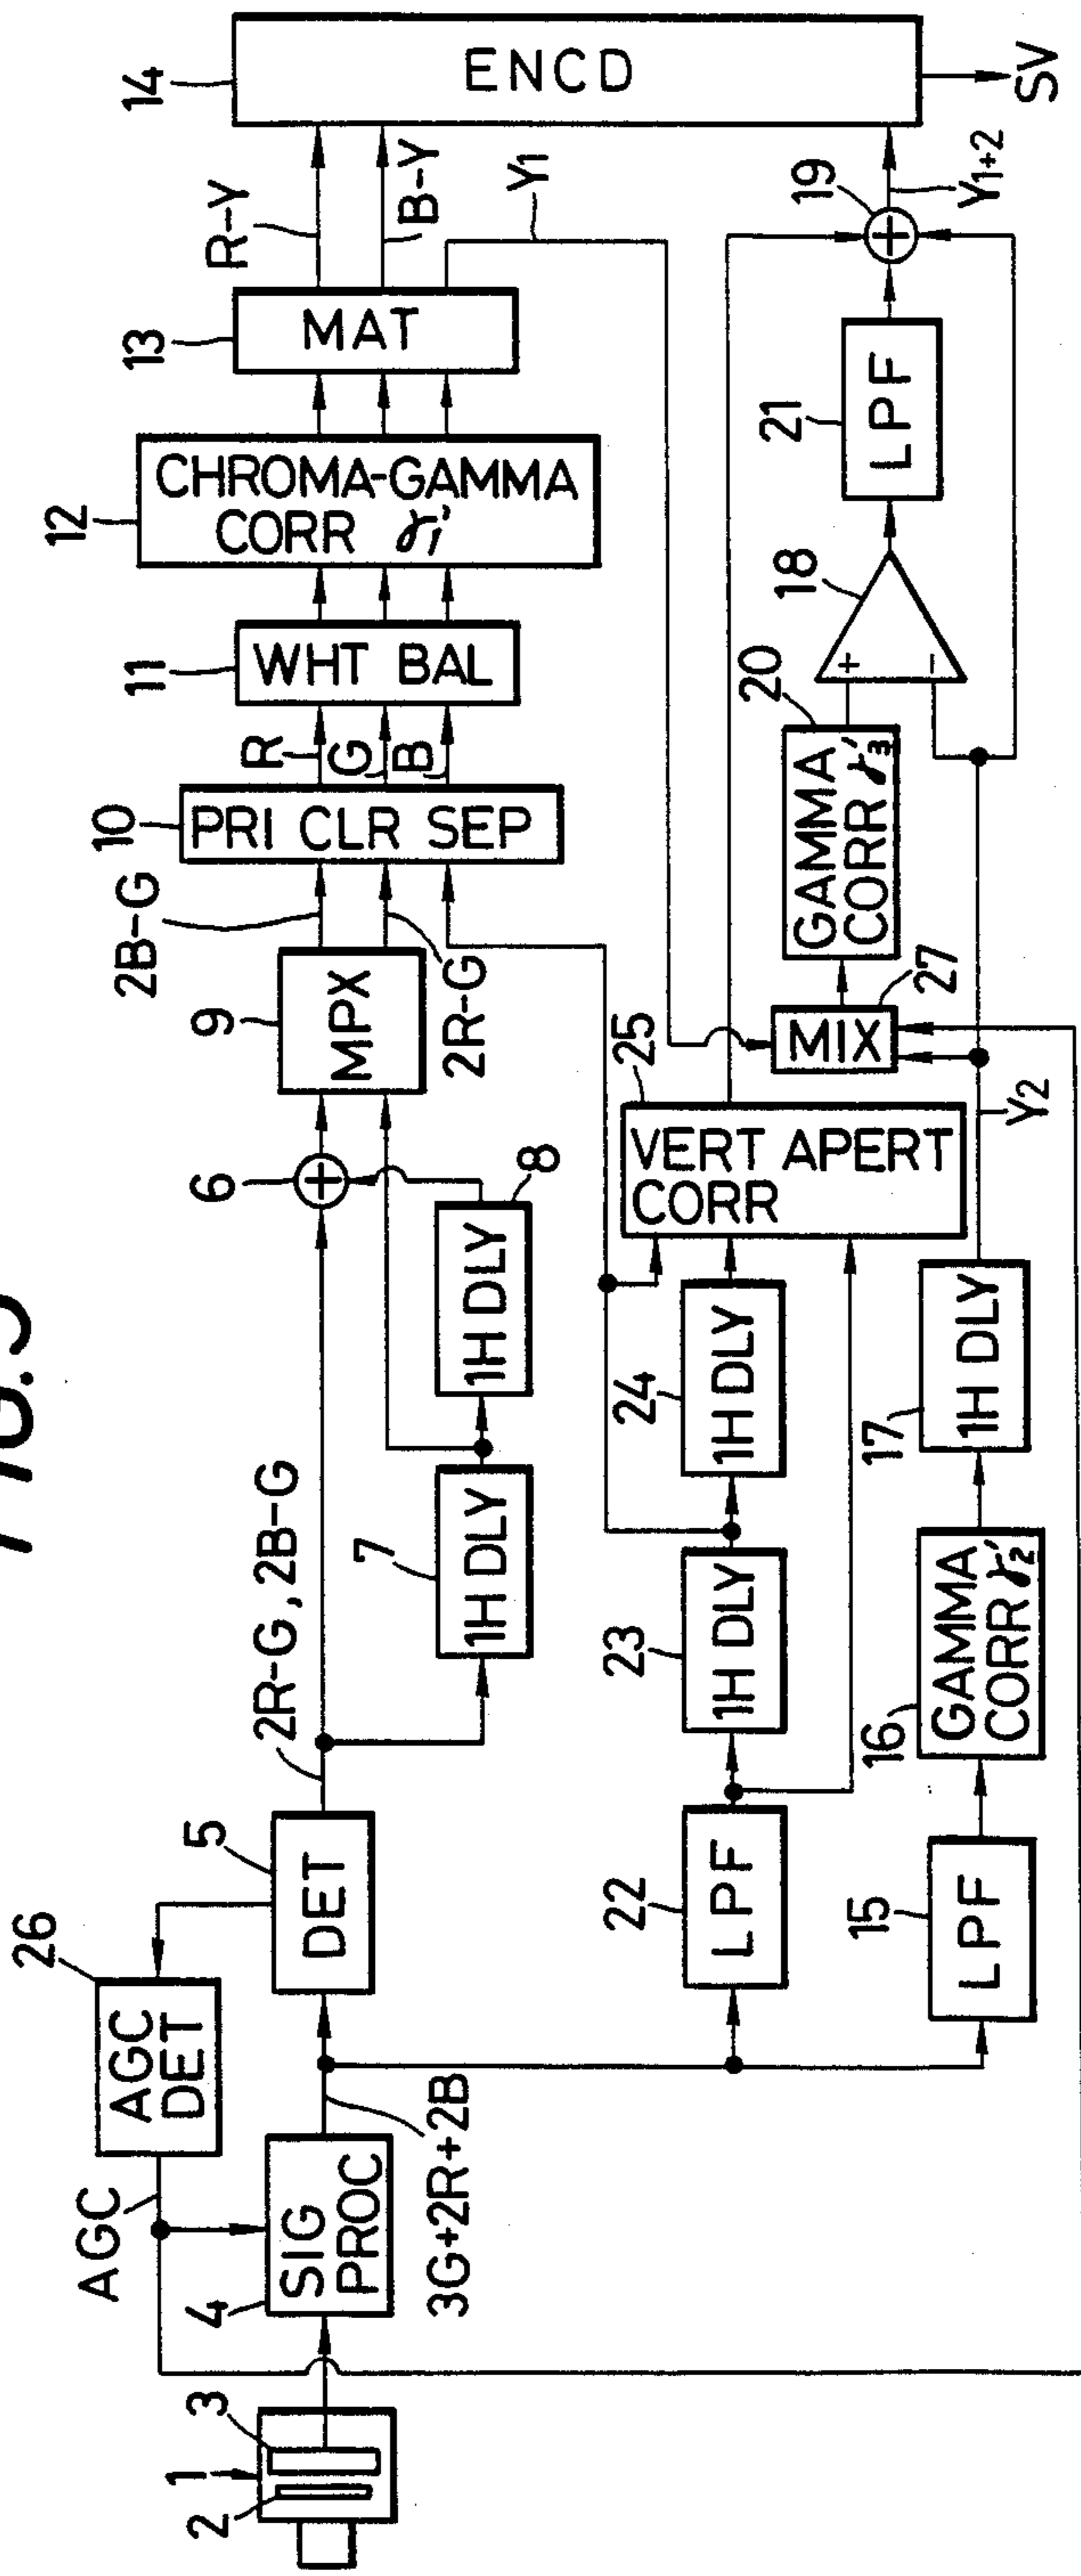 FIG. 5
AGC
26
AGC
DET
1
2
3
4
SIG
PROC
3G+2R+2B
5
DET
2R-G, 2B-G
7
1H DLY
8
1H DLY
6
9
MPX
2B-G
2R-G
10
PRI CLR SEP
R
G
B
11
WHT BAL
12
CHROMA-GAMMA
CORR γ1'
13
MAT
R-Y
B-Y
Y1
14
ENCD
SV
22
LPF
23
1H DLY
24
1H DLY
25
VERT APERT
CORR
15
LPF
16
GAMMA
CORR γ2'
17
1H DLY
Y2
27
MIX
20
GAMMA
CORR γ3'
18
+
-
21
LPF
19
+
Y1+2
+